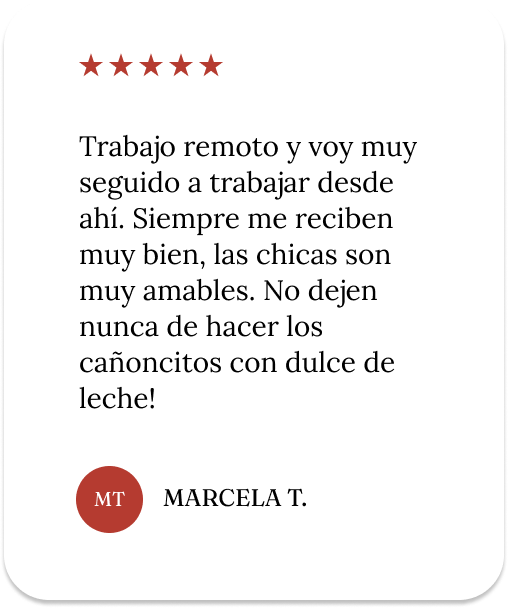 ★★★★★
Trabajo remoto y voy muy
seguido a trabajar desde
ahí. Siempre me reciben
muy bien, las chicas son
muy amables. No dejen
nunca de hacer los
cañoncitos con dulce de
leche!
MT MARCELA T.